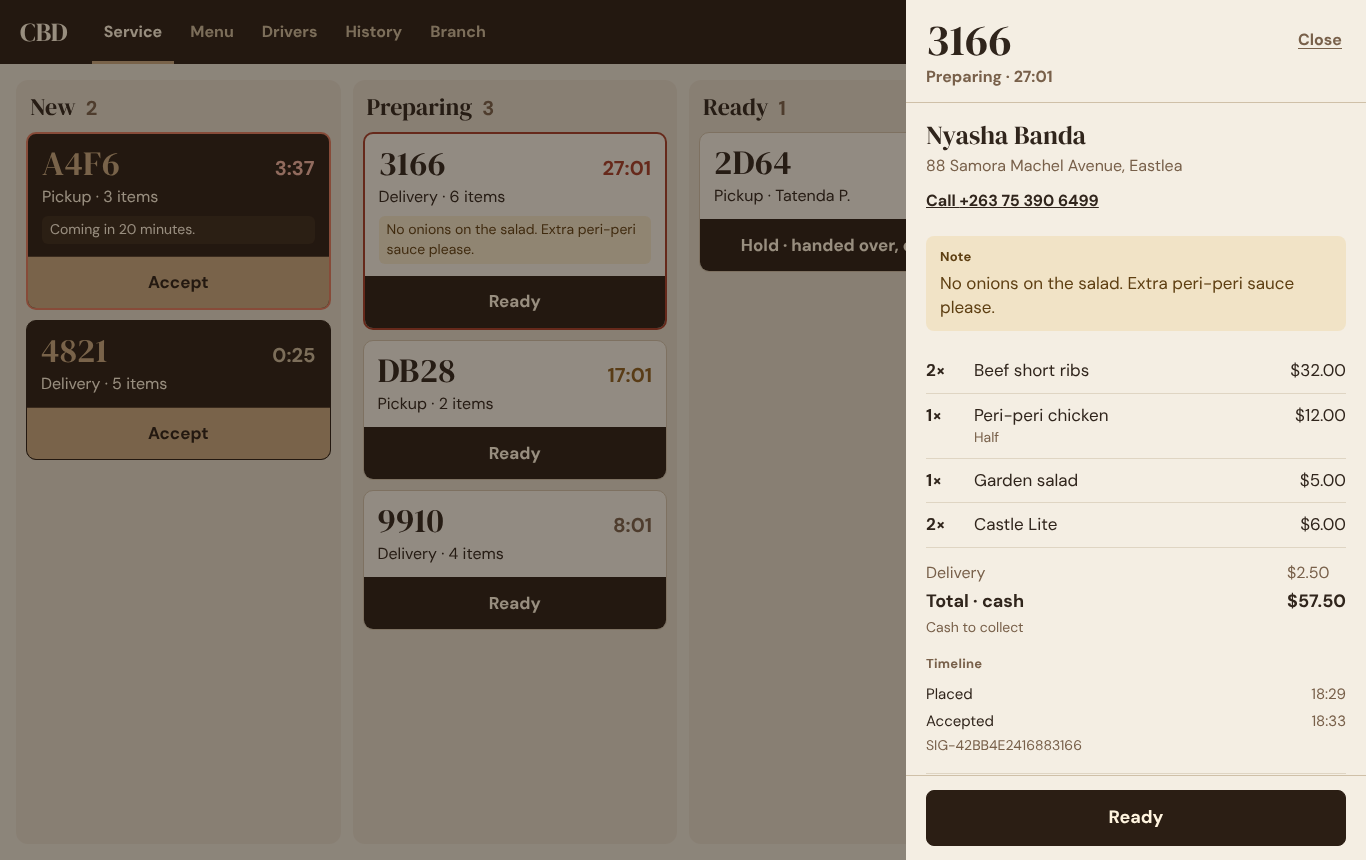 CBD
Service
Menu
Drivers
History
Branch
New 2
A4F6 3:37
Pickup · 3 items
Coming in 20 minutes.
Accept
4821 0:25
Delivery · 5 items
Accept
Preparing 3
3166 27:01
Delivery · 6 items
No onions on the salad. Extra peri-peri
sauce please.
Ready
DB28 17:01
Pickup · 2 items
Ready
9910 8:01
Delivery · 4 items
Ready
Ready 1
2D64
Pickup · Tatenda P.
Hold · handed over,
3166
Close
Preparing · 27:01
Nyasha Banda
88 Samora Machel Avenue, Eastlea
Call +263 75 390 6499
Note
No onions on the salad. Extra peri-peri sauce
please.
2× Beef short ribs $32.00
1× Peri-peri chicken $12.00
Half
1× Garden salad $5.00
2× Castle Lite $6.00
Delivery $2.50
Total · cash $57.50
Cash to collect
Timeline
Placed 18:29
Accepted 18:33
SIG-42BB4E2416883166
Ready